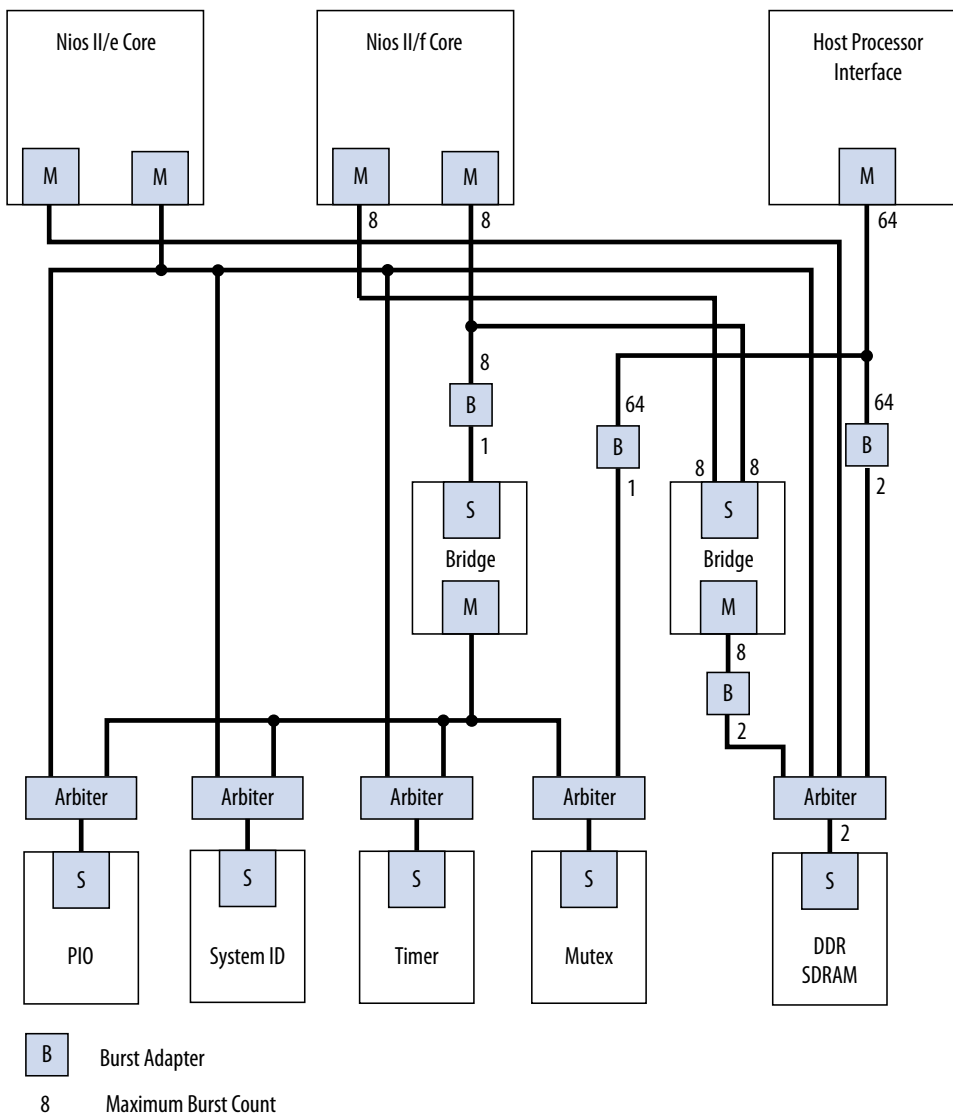 Nios II/e Core
Nios II/f Core
Host Processor
Interface
M
M
M
M
M
8
8
64
8
64
64
B
B
B
1
1
2
8
8
S
S
Bridge
Bridge
M
M
8
B
2
Arbiter
Arbiter
Arbiter
Arbiter
Arbiter
2
S
S
S
S
S
PIO
System ID
Timer
Mutex
DDR
SDRAM
B
Burst Adapter
8
Maximum Burst Count